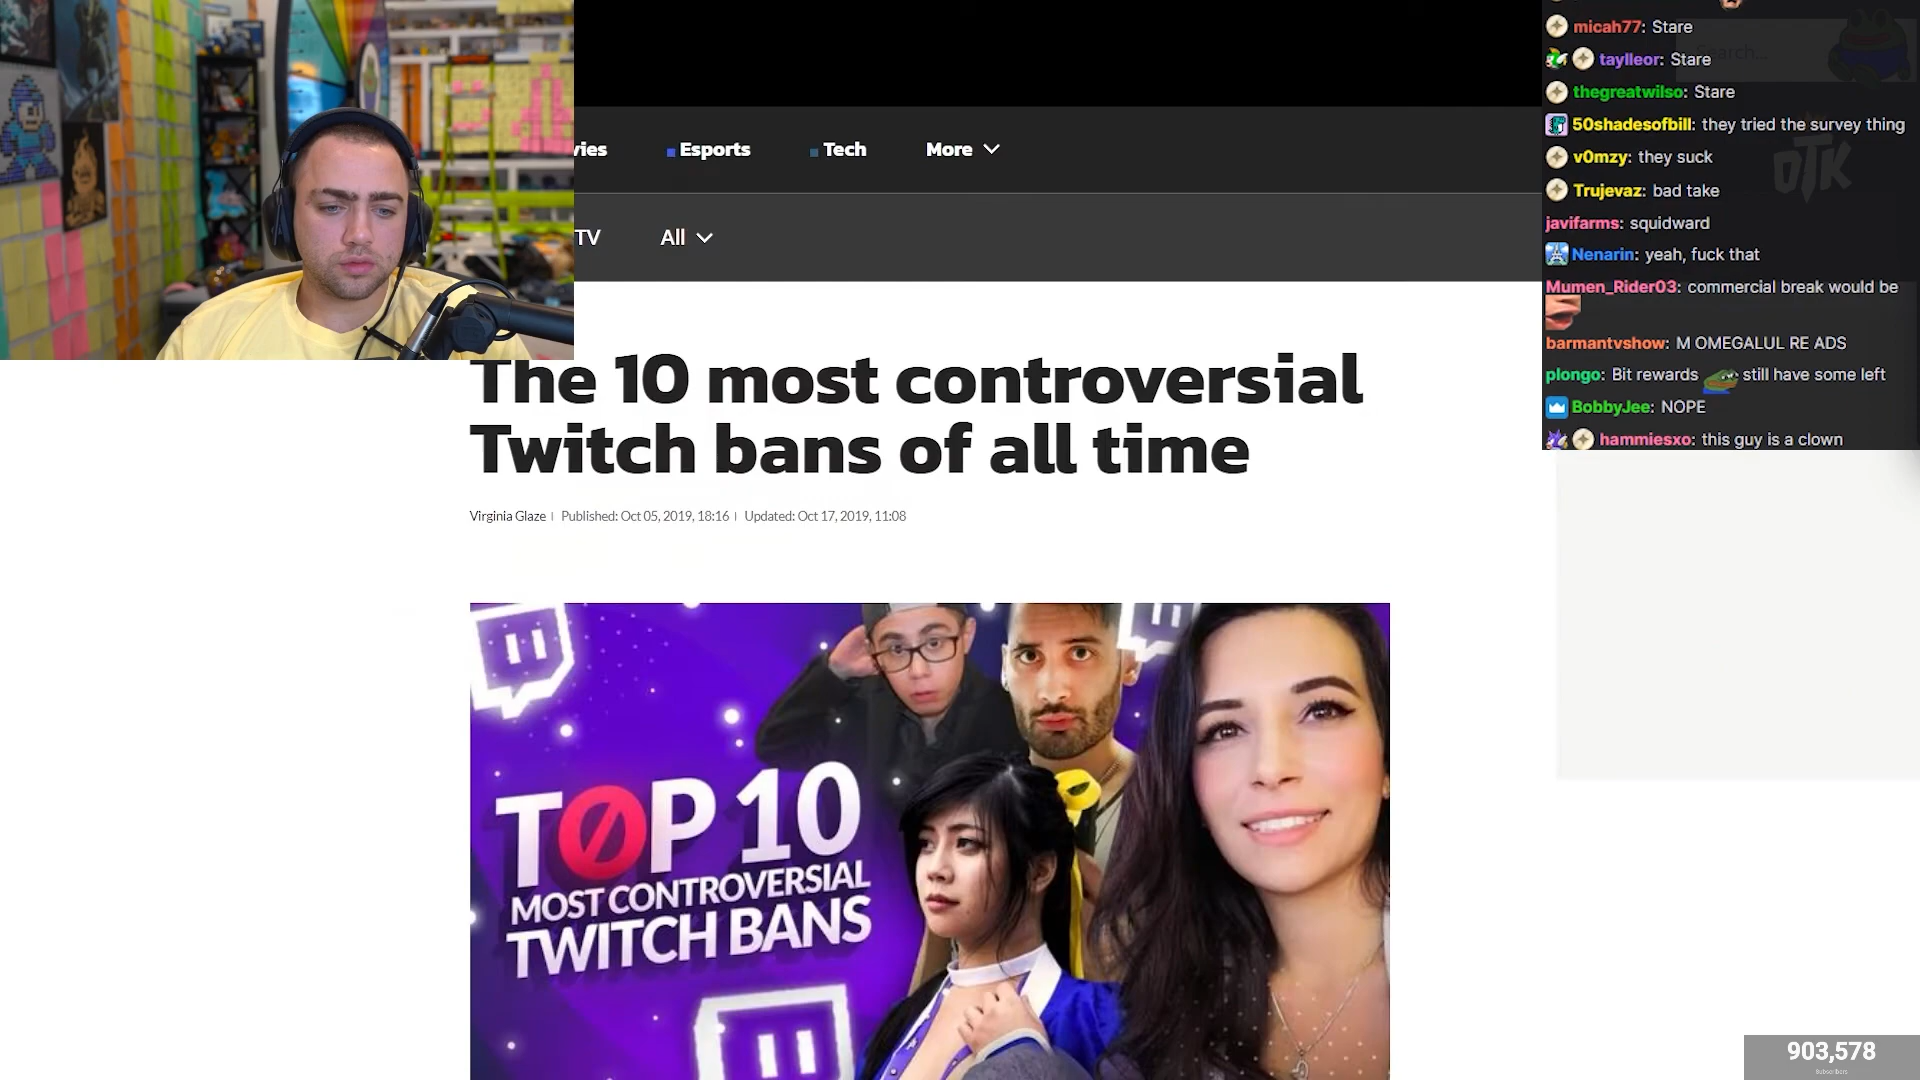 vies
Esports
Tech
More
TV
All
The 10 most controversial
Twitch bans of all time
Virginia Glaze | Published: Oct 05, 2019, 18:16 | Updated: Oct 17, 2019, 11:08
TOP 10
MOST CONTROVERSIAL
TWITCH BANS
Search...
micah77: Stare
taylleor: Stare
thegreatwilso: Stare
50shadesofbill: they tried the survey thing
v0mzy: they suck
Trujevaz: bad take
OTK
javifarms: squidward
Nenarin: yeah, fuck that
Mumen_Rider03: commercial break would be
barmantvshow: M OMEGALUL RE ADS
plongo: Bit rewards still have some left
BobbyJee: NOPE
hammiesxo: this guy is a clown
903,578
Subscribers